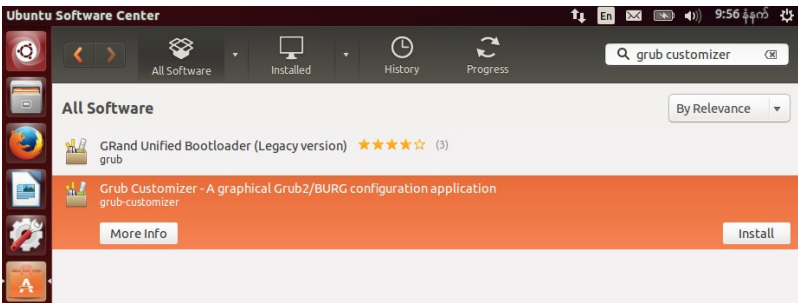 Ubuntu Software Center
En
9:56 နံနက်
All Software
Installed
History
Progress
grub customizer
All Software
By Relevance
GRand Unified Bootloader (Legacy version)
(3)
grub
Grub Customizer - A graphical Grub2/BURG configuration application
grub-customizer
More Info
Install